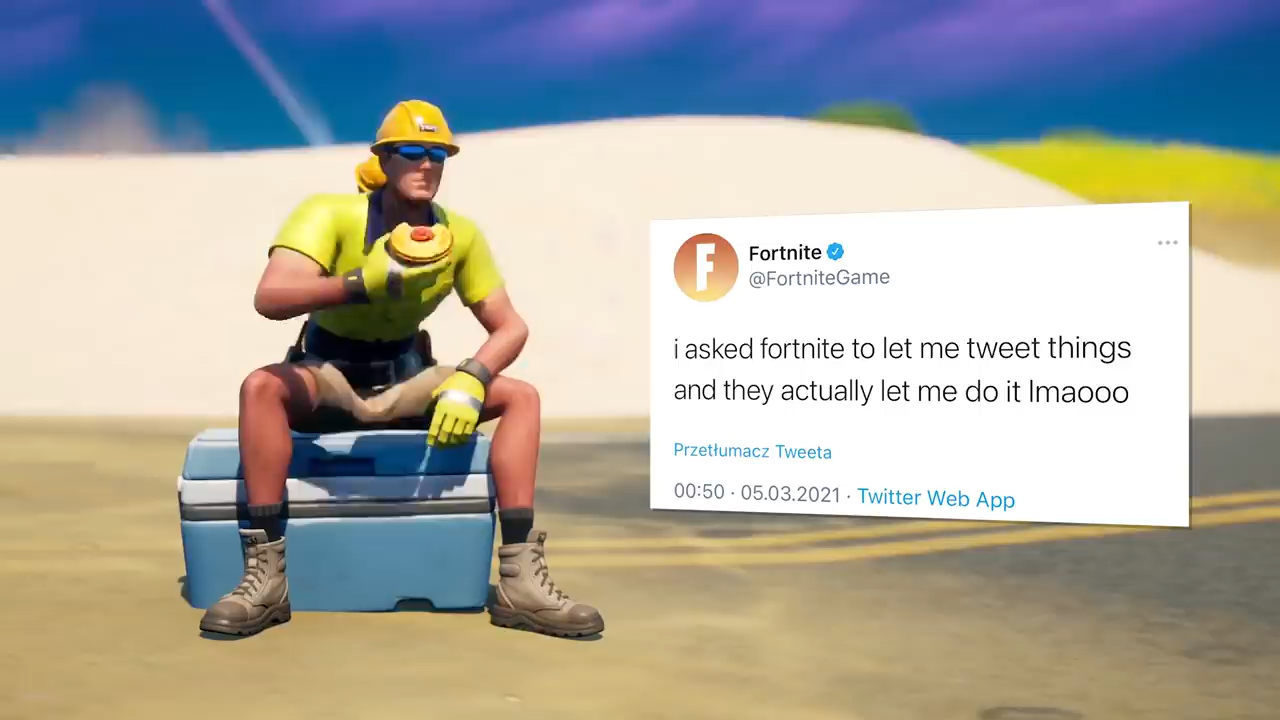 Fortnite
@FortniteGame
i asked fortnite to let me tweet things
and they actually let me do it lmaooo
Przetłumacz Tweeta
00:50 · 05.03.2021 · Twitter Web App